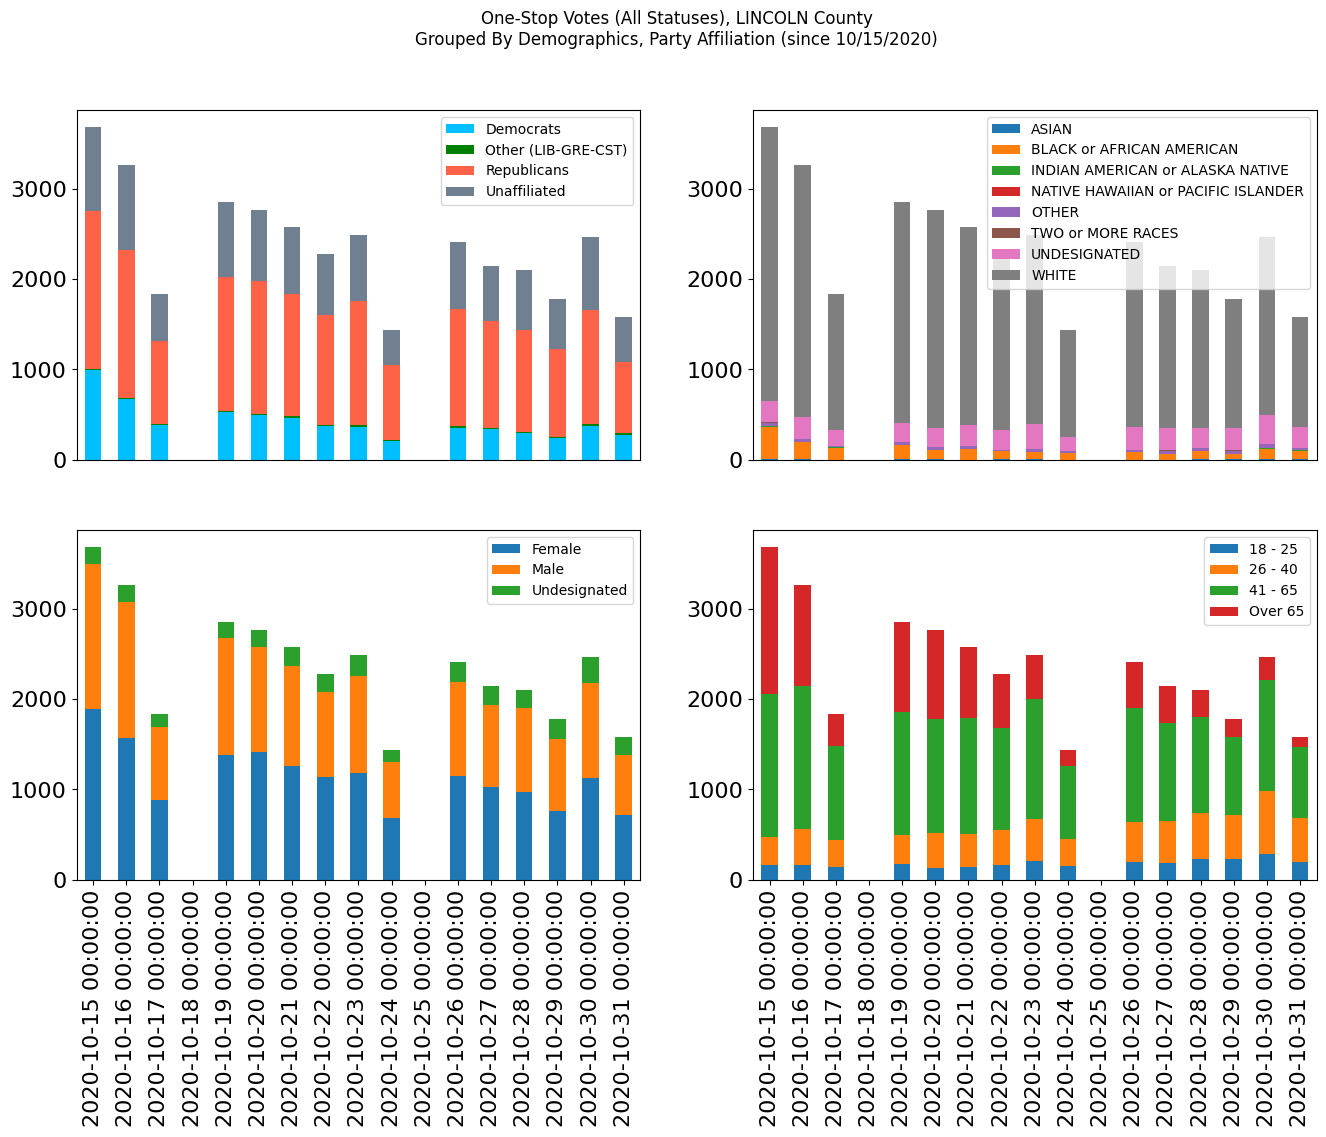 One-Stop Votes (All Statuses), LINCOLN County
Grouped By Demographics, Party Affiliation (since 10/15/2020)
3000
2000
1000
0
Democrats
Other (LIB-GRE-CST)
Republicans
Unaffiliated
3000
2000
1000
0
ASIAN
BLACK or AFRICAN AMERICAN
INDIAN AMERICAN or ALASKA NATIVE
NATIVE HAWAIIAN or PACIFIC ISLANDER
OTHER
TWO or MORE RACES
UNDESIGNATED
WHITE
3000
2000
1000
0
Female
Male
Undesignated
2020-10-15 00:00:00
2020-10-16 00:00:00
2020-10-17 00:00:00
2020-10-18 00:00:00
2020-10-19 00:00:00
2020-10-20 00:00:00
2020-10-21 00:00:00
2020-10-22 00:00:00
2020-10-23 00:00:00
2020-10-24 00:00:00
2020-10-25 00:00:00
2020-10-26 00:00:00
2020-10-27 00:00:00
2020-10-28 00:00:00
2020-10-29 00:00:00
2020-10-30 00:00:00
2020-10-31 00:00:00
3000
2000
1000
0
18 - 25
26 - 40
41 - 65
Over 65
2020-10-15 00:00:00
2020-10-16 00:00:00
2020-10-17 00:00:00
2020-10-18 00:00:00
2020-10-19 00:00:00
2020-10-20 00:00:00
2020-10-21 00:00:00
2020-10-22 00:00:00
2020-10-23 00:00:00
2020-10-24 00:00:00
2020-10-25 00:00:00
2020-10-26 00:00:00
2020-10-27 00:00:00
2020-10-28 00:00:00
2020-10-29 00:00:00
2020-10-30 00:00:00
2020-10-31 00:00:00